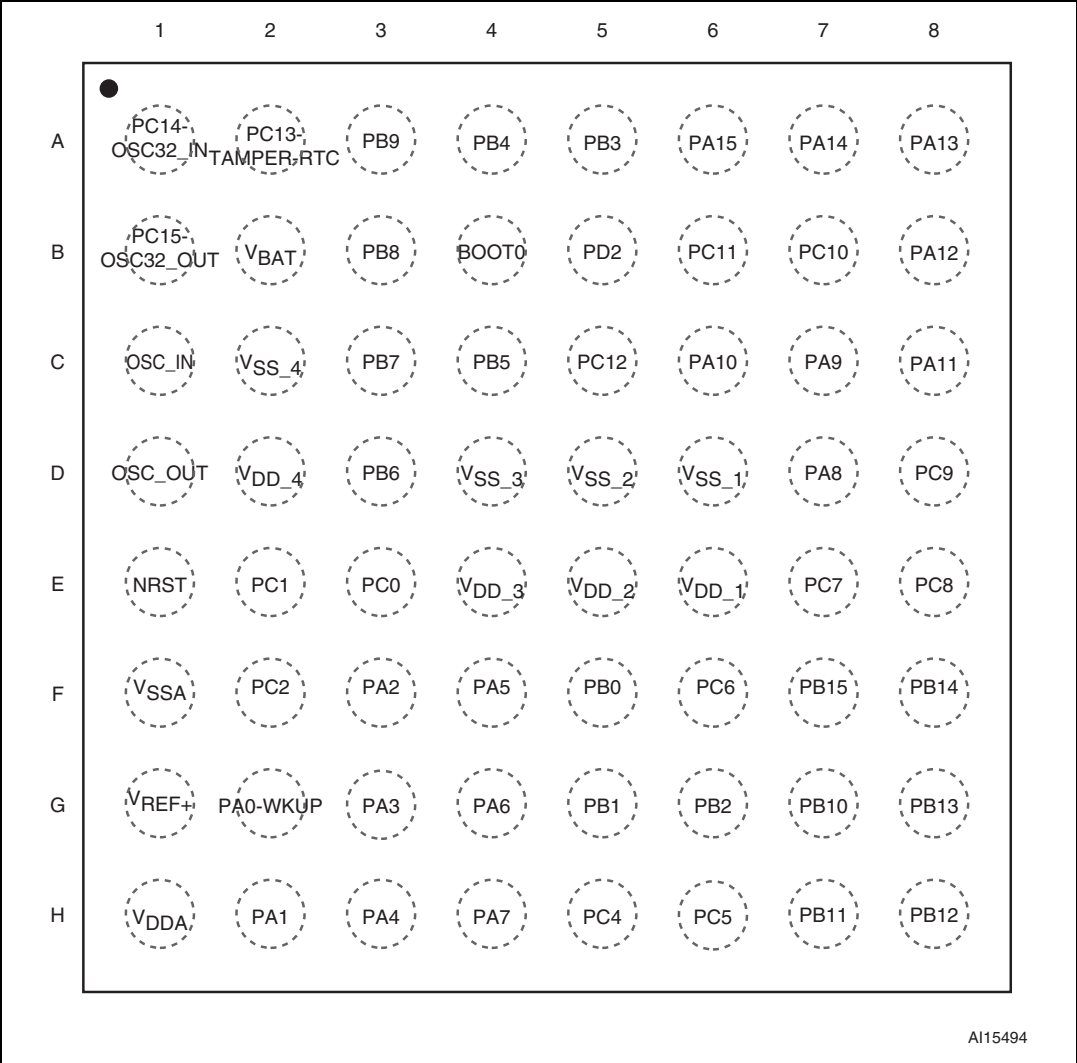 1 2 3 4 5 6 7 8
A PC14-OSC32_IN PC13-TAMPER-RTC PB9 PB4 PB3 PA15 PA14 PA13
B PC15-OSC32_OUT VBAT PB8 BOOT0 PD2 PC11 PC10 PA12
C OSC_IN VSS_4 PB7 PB5 PC12 PA10 PA9 PA11
D OSC_OUT VDD_4 PB6 VSS_3 VSS_2 VSS_1 PA8 PC9
E NRST PC1 PC0 VDD_3 VDD_2 VDD_1 PC7 PC8
F VSSA PC2 PA2 PA5 PB0 PC6 PB15 PB14
G VREF+ PA0-WKUP PA3 PA6 PB1 PB2 PB10 PB13
H VDDA PA1 PA4 PA7 PC4 PC5 PB11 PB12
AI15494